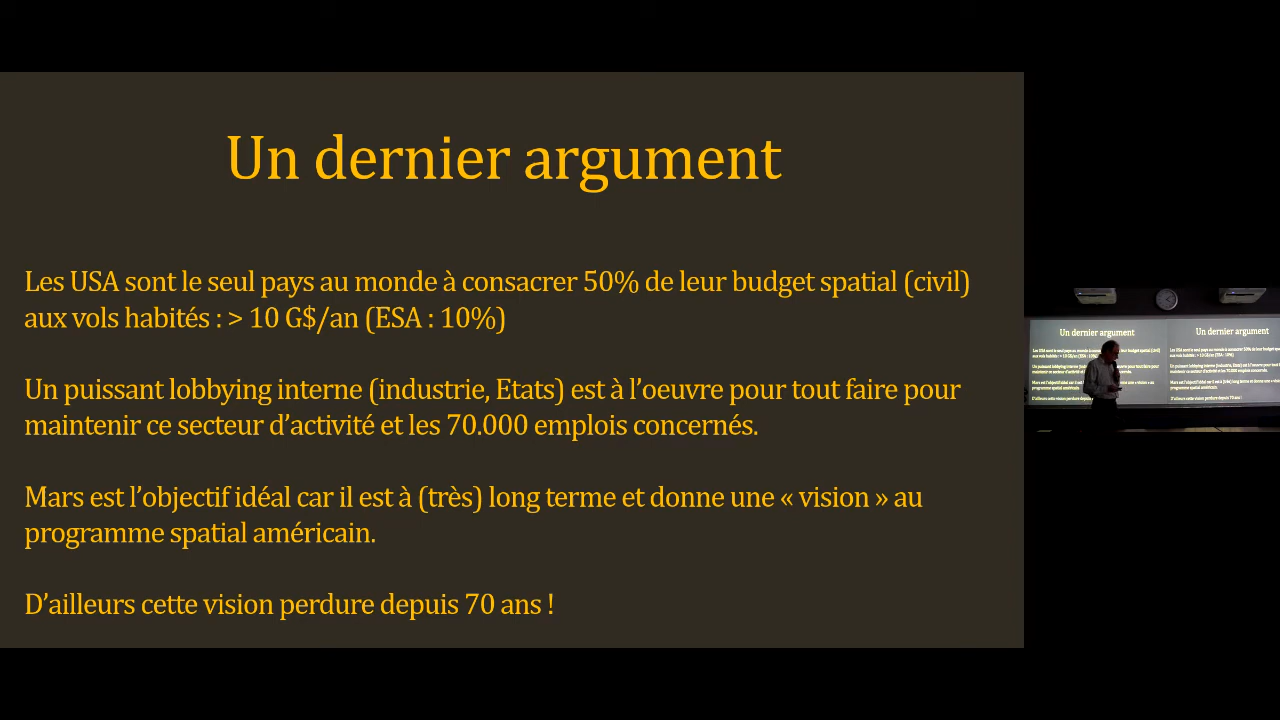 Un dernier argument
Les USA sont le seul pays au monde à consacrer 50% de leur budget spatial (civil)
aux vols habités : > 10 G$/an (ESA : 10%)
Un puissant lobbying interne (industrie, Etats) est à l’oeuvre pour tout faire pour
maintenir ce secteur d’activité et les 70.000 emplois concernés.
Mars est l’objectif idéal car il est à (très) long terme et donne une « vision » au
programme spatial américain.
D’ailleurs cette vision perdure depuis 70 ans !
Un dernier argument
Un dernier argument